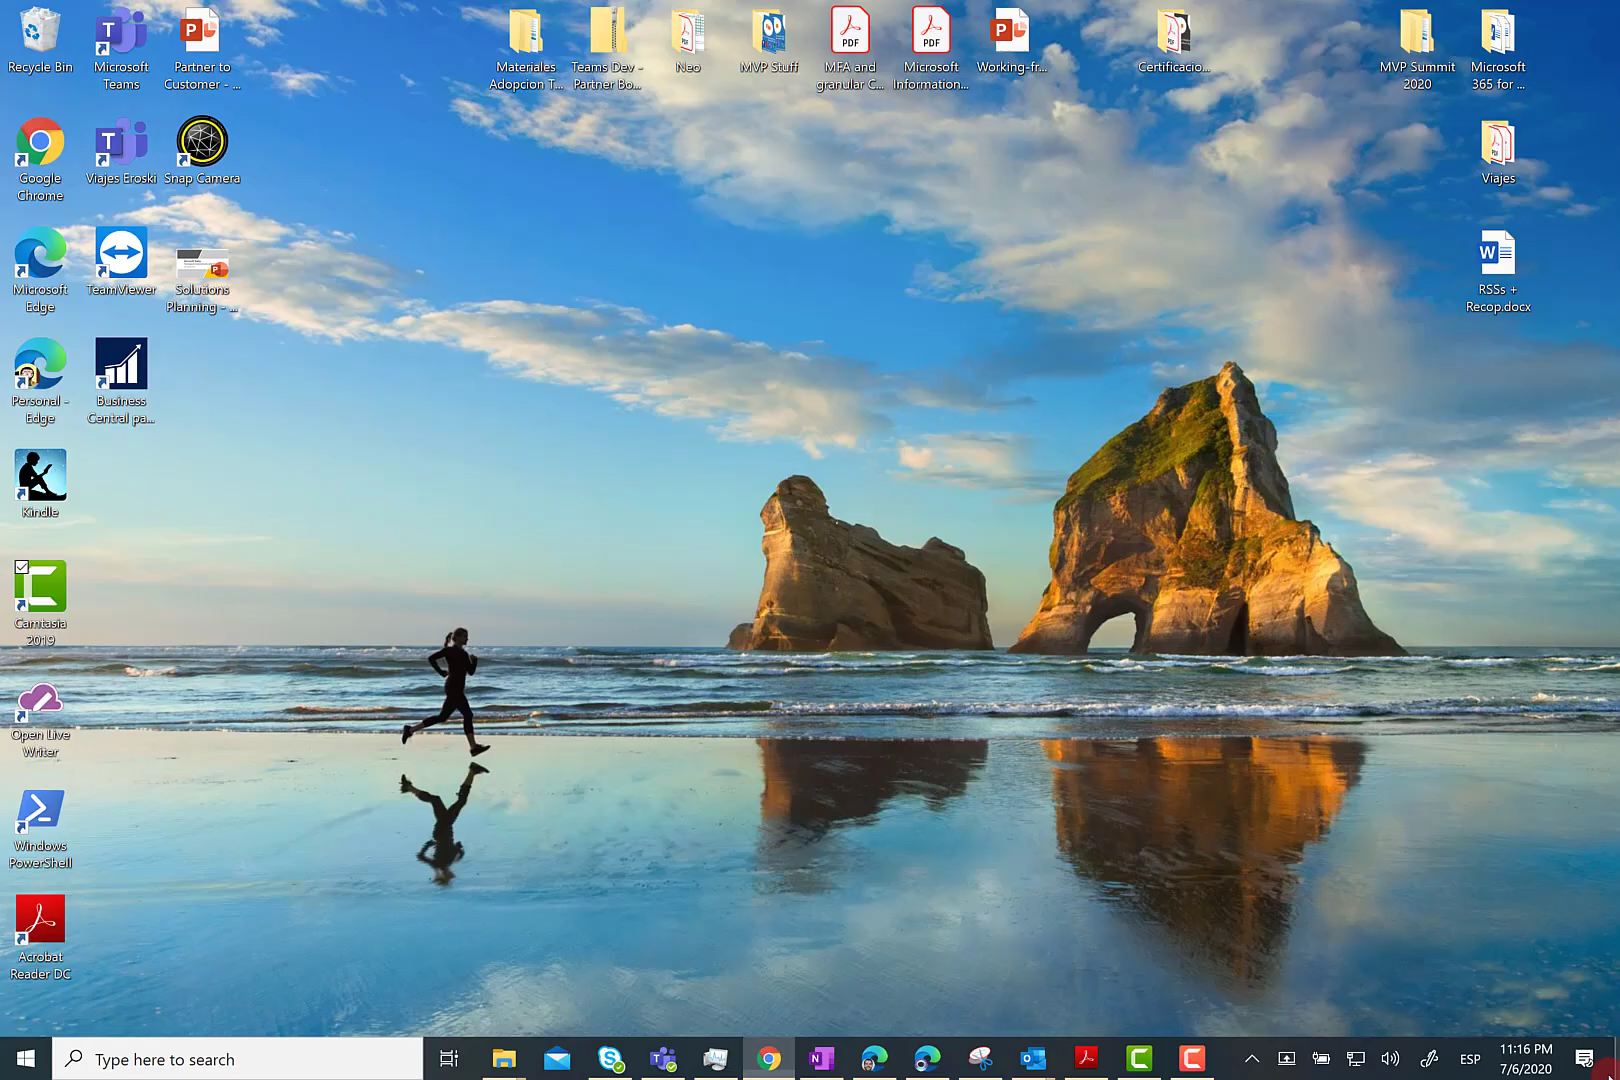 Recycle Bin
Microsoft
Teams
Partner to
Customer - ...
Materiales
Adopcion T...
Teams Dev -
Partner Bo...
Neo
MVP Stuff
PDF
MFA and
granular C...
PDF
Microsoft
Information...
Working-fr...
Certificacio...
MVP Summit
2020
Microsoft
365 for ...
Google
Chrome
Viajes Eroski
Snap Camera
Viajes
Microsoft
Edge
TeamViewer
Solutions
Planning - ...
RSSs +
Recop.docx
Personal -
Edge
Business
Central pa...
Kindle
Camtasia
2019
Open Live
Writer
Windows
PowerShell
Acrobat
Reader DC
Type here to search
ESP
11:16 PM
7/6/2020